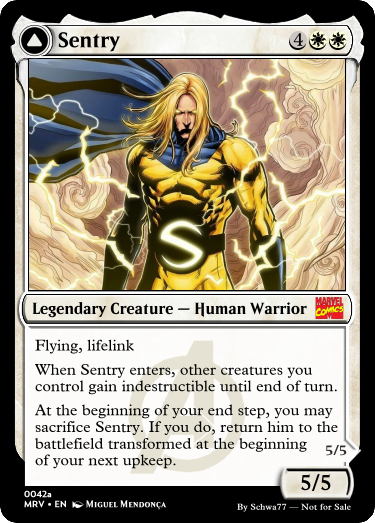 Sentry 4
S
Legendary Creature — Human Warrior
MARVEL
COMICS
Flying, lifelink
When Sentry enters, other creatures you
control gain indestructible until end of turn.
At the beginning of your end step, you may
sacrifice Sentry. If you do, return him to the
battlefield transformed at the beginning
of your next upkeep.
5/5
5/5
0042a
MRV • EN Miguel Mendonça
By Schwa77 — Not for Sale